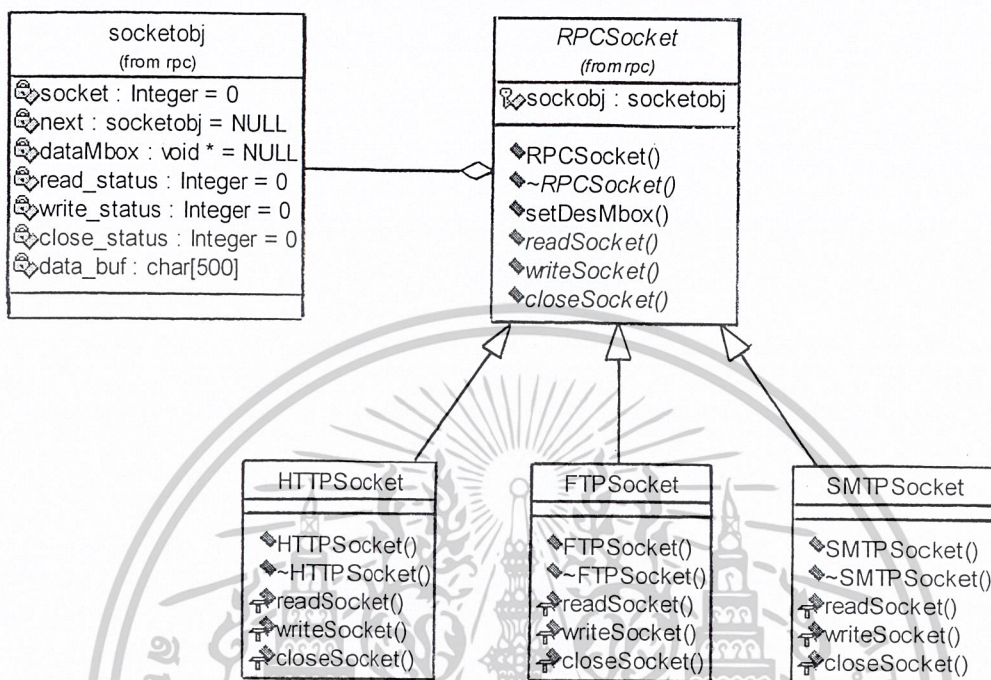 socketobj
(from rpc)
socket : Integer = 0
next : socketobj = NULL
dataMbox : void * = NULL
read_status : Integer = 0
write_status : Integer = 0
close_status : Integer = 0
data_buf : char[500]
RPCSocket
(from rpc)
sockobj : socketobj
RPCSocket()
~RPCSocket()
setDesMbox()
readSocket()
writeSocket()
closeSocket()
HTTPSocket
HTTPSocket()
~HTTPSocket()
readSocket()
writeSocket()
closeSocket()
FTPSocket
FTPSocket()
~FTPSocket()
readSocket()
writeSocket()
closeSocket()
SMTPSocket
SMTPSocket()
~SMTPSocket()
readSocket()
writeSocket()
closeSocket()